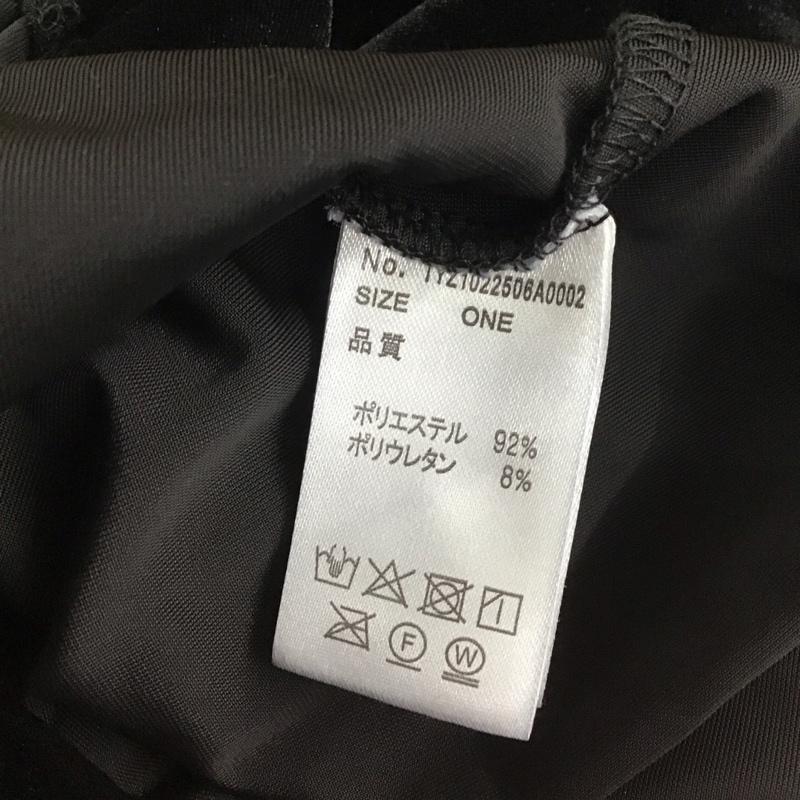 No. TYZ1022506A0002
SIZE ONE
品質
ポリエステル 92%
ポリウレタン 8%
F
W